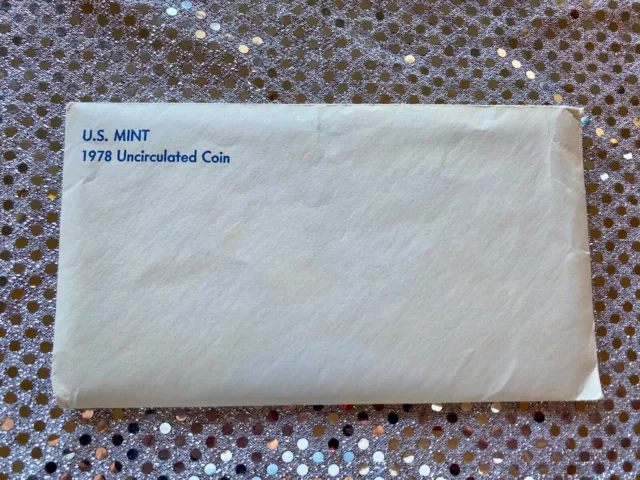 U.S. MINT
1978 Uncirculated Coin